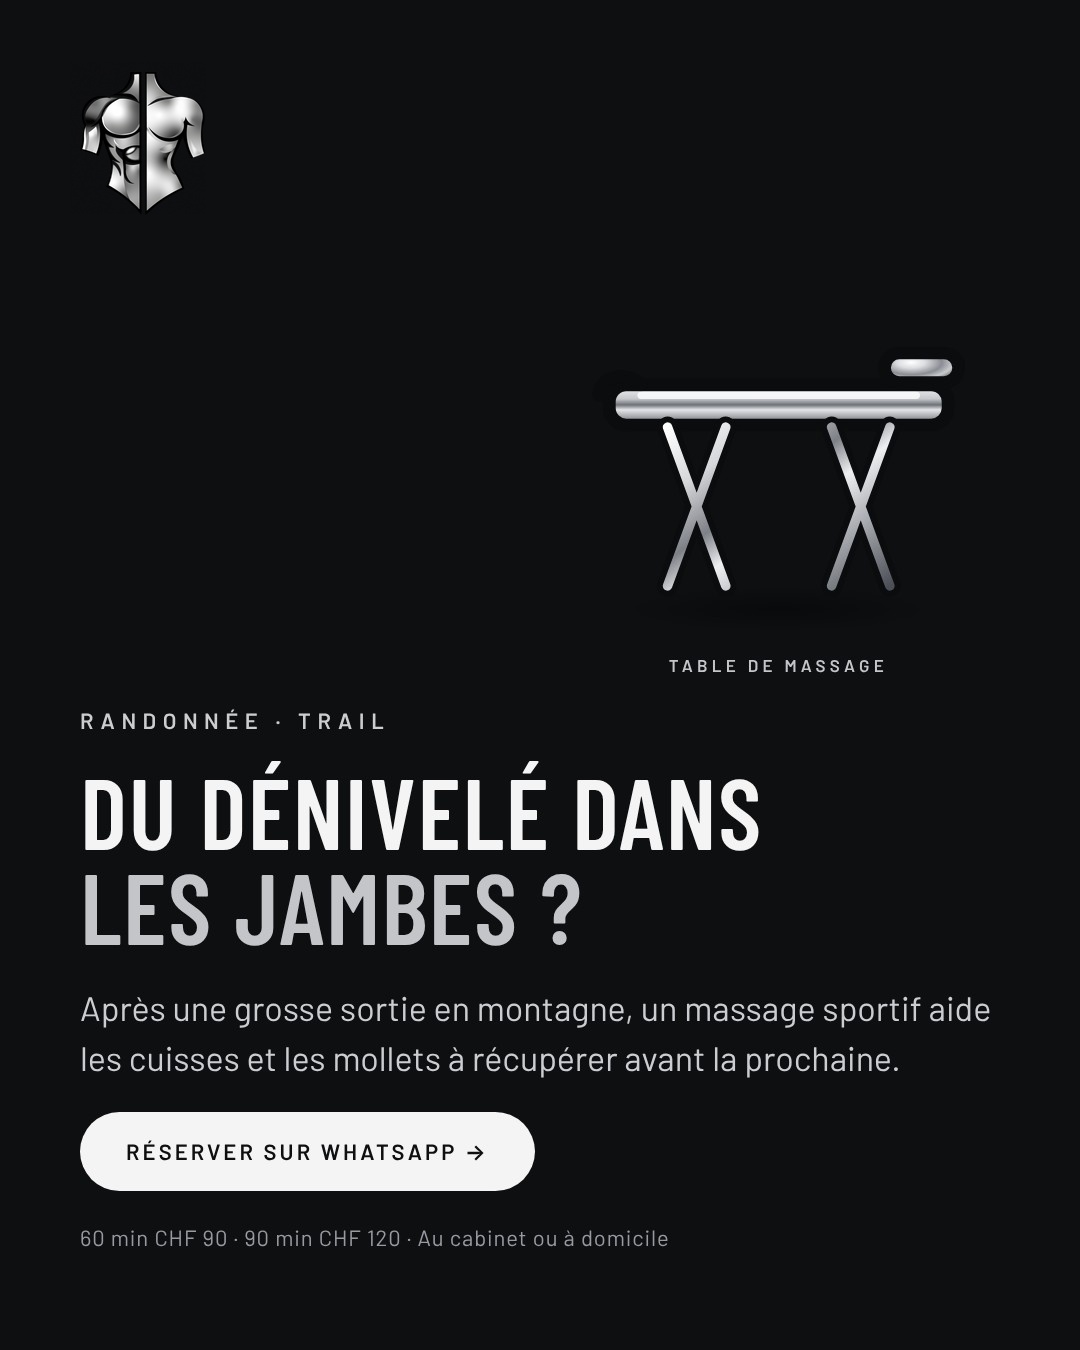 TABLE DE MASSAGE
RANDONNÉE · TRAIL
DU DÉNIVELÉ DANS
LES JAMBES ?
Après une grosse sortie en montagne, un massage sportif aide
les cuisses et les mollets à récupérer avant la prochaine.
RÉSERVER SUR WHATSAPP →
60 min CHF 90 · 90 min CHF 120 · Au cabinet ou à domicile